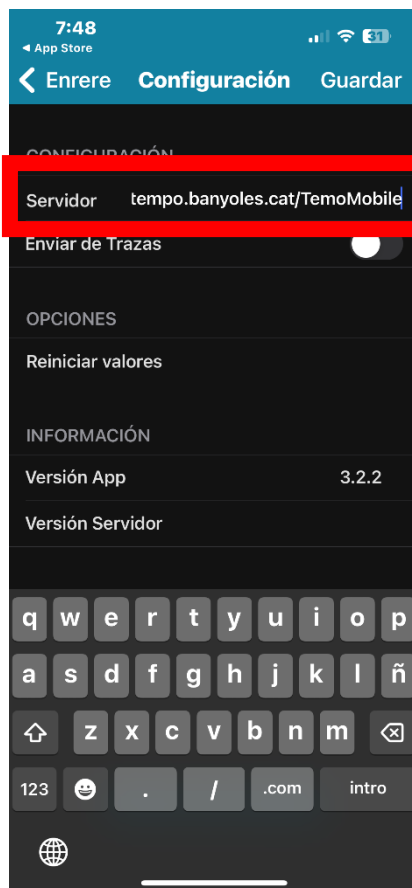 7:48
31
◀ App Store
Enrere Configuración Guardar
CONFIGURACIÓN
Servidor tempo.banyoles.cat/TemoMobile
Enviar de Trazas
OPCIONES
Reiniciar valores
INFORMACIÓN
Versión App 3.2.2
Versión Servidor
q w e r t y u i o p
a s d f g h j k l ñ
z x c v b n m
123 . / .com intro